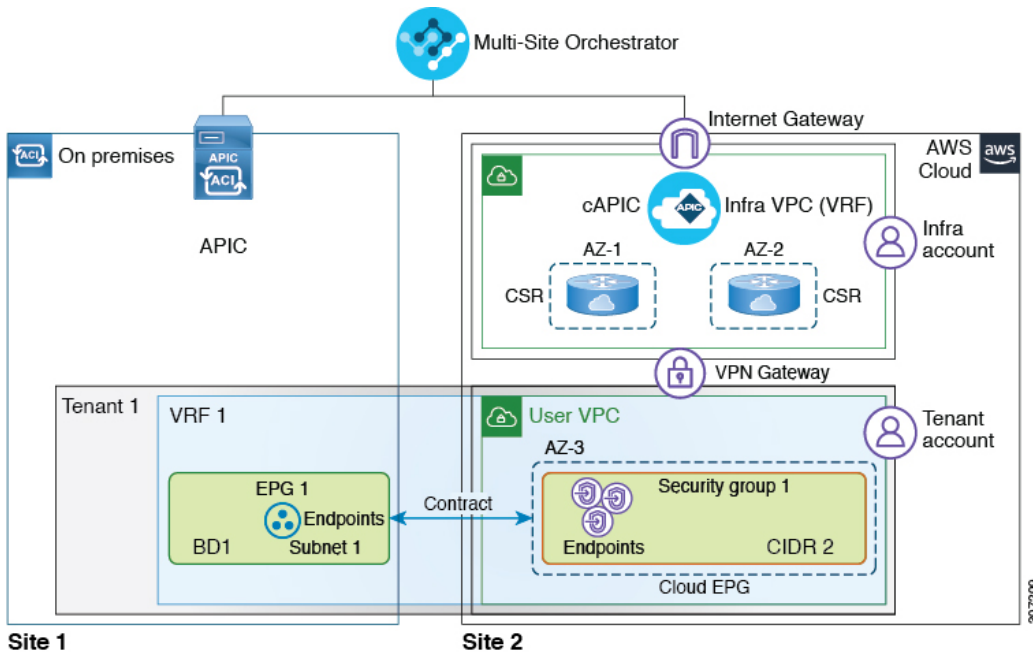 Multi-Site Orchestrator
Internet Gateway
ACI
On premises
APIC
ACI
APIC
AWS
Cloud
aws
cAPIC
APIC
Infra VPC (VRF)
Infra
account
AZ-1
AZ-2
CSR
CSR
VPN Gateway
Tenant 1
VRF 1
User VPC
Tenant
account
AZ-3
EPG 1
Endpoints
Subnet 1
BD1
Contract
Security group 1
Endpoints
CIDR 2
Cloud EPG
Site 1
Site 2